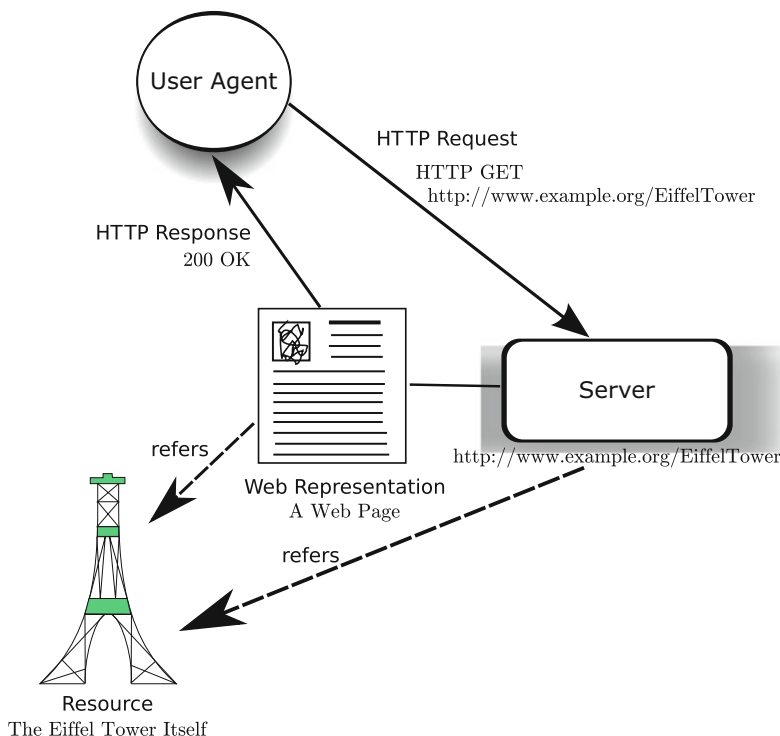 User Agent
HTTP Request
HTTP GET
http://www.example.org/EiffelTower
HTTP Response
200 OK
Server
http://www.example.org/EiffelTower
refers
Web Representation
A Web Page
refers
Resource
The Eiffel Tower Itself